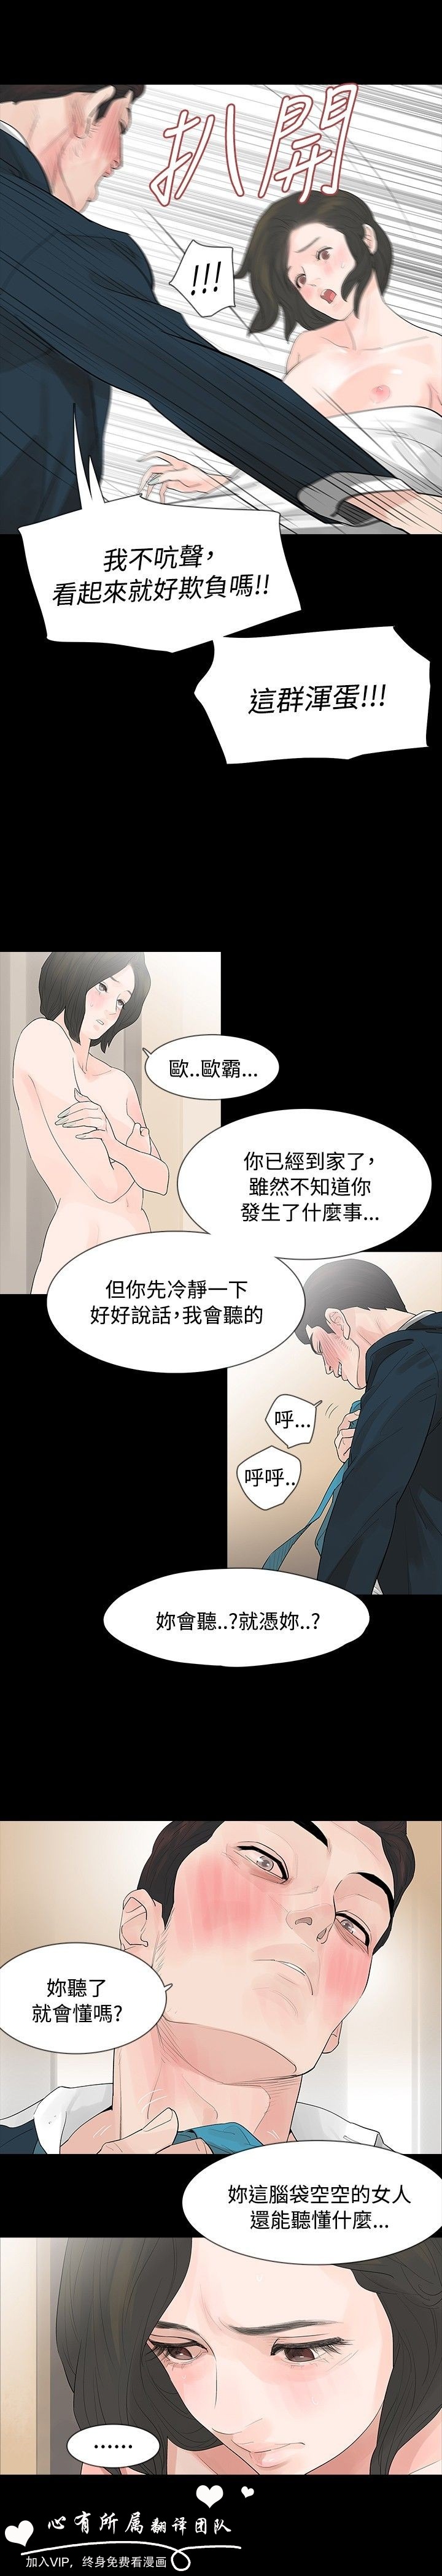 扒開
!!!
我不吭聲,
看起來就好欺負嗎!!
這群渾蛋!!!
歐..歐霸...
你已經到家了,
雖然不知道你
發生了什麼事...
但你先冷靜一下
好好說話,我會聽的
呼...
呼呼..
妳會聽..?就憑妳..?
妳聽了
就會懂嗎?
妳這腦袋空空的女人
還能聽懂什麼...
......
心有所属翻译团队
加入VIP，终身免费看漫画